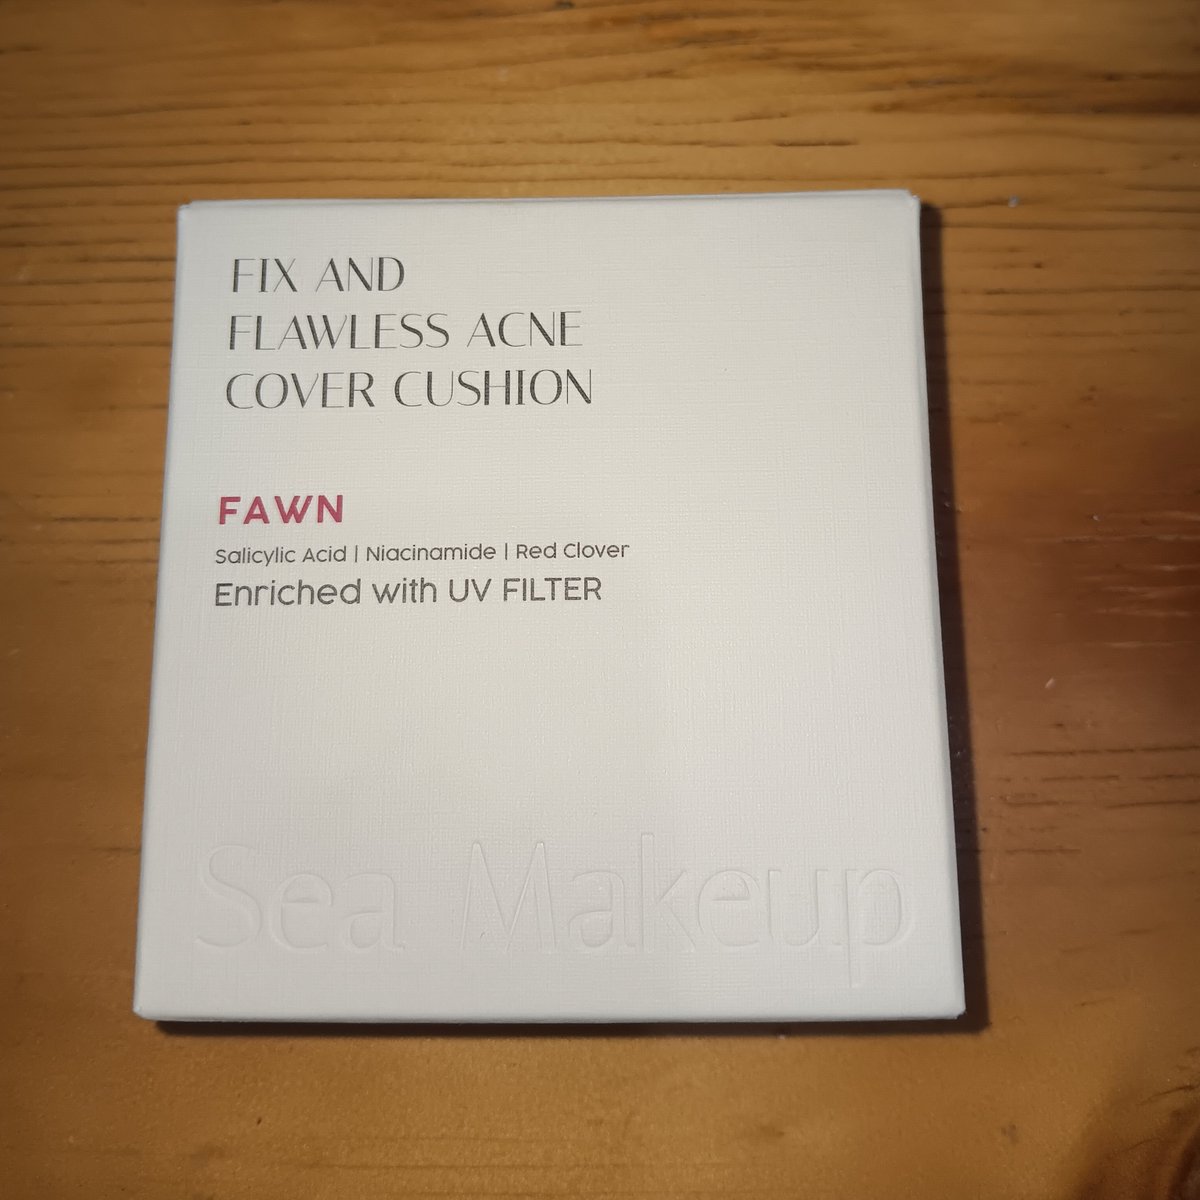 FIX AND
FLAWLESS ACNE
COVER CUSHION
FAWN
Salicylic Acid | Niacinamide | Red Clover
Enriched with UV FILTER
Sea Makeup